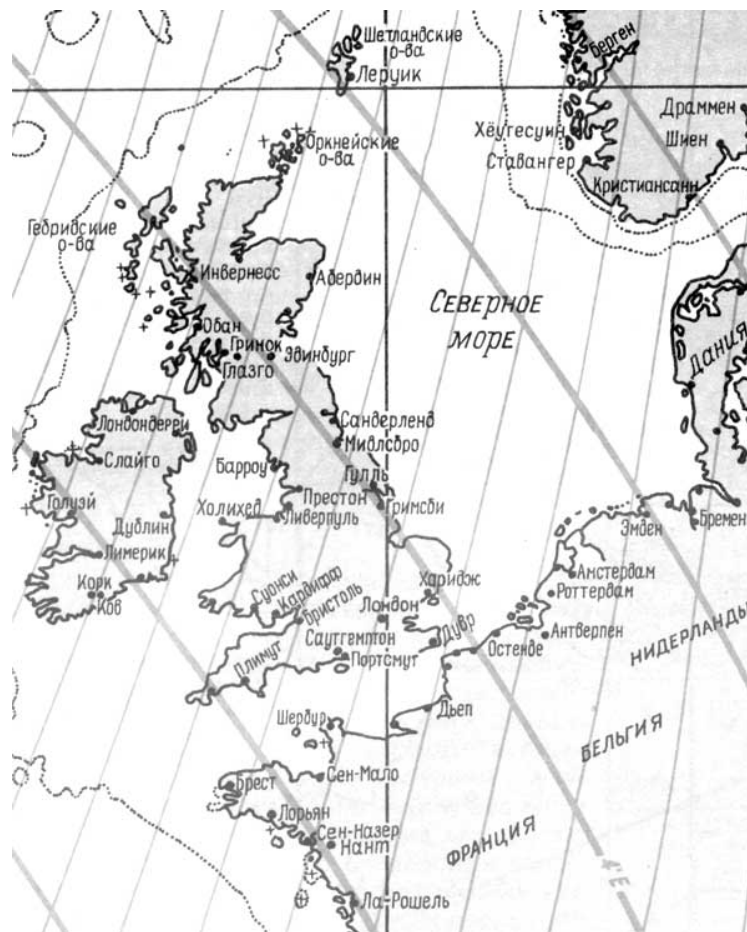 Шетландские
о-ва
Леруик
Берген
Драммен
Хёугесуин
Шиен
Ставангер
Кристиансанн
Оркнейские
о-ва
Гебридские
о-ва
Инвернесс
Абердин
СЕВЕРНОЕ
МОРЕ
Обан
Гринок
Глазго
Эдинбург
ДАНИЯ
Лондондерри
Сандерленд
Мидлсбро
Слайго
Барроу
Гулль
Престон
Гримсби
Голуэй
Холихед
Ливерпуль
Дублин
Эмден
Бремен
Лимерик
Корк
Ков
Суонси
Кардифф
Бристоль
Харидж
Амстердам
Роттердам
Лондон
Саутгемптон
Дувр
Антверпен
Остенде
Портсмут
НИДЕРЛАНДЫ
Плимут
Дьеп
Шербур
БЕЛЬГИЯ
Сен-Мало
Брест
Лорьян
Сен-Назер
Нант
ФРАНЦИЯ
4'E
Ла-Рошель